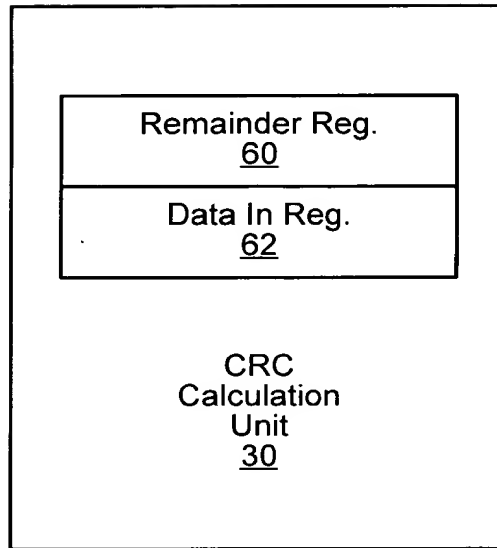 Remainder Reg.
60
Data In Reg.
62
CRC
Calculation
Unit
30